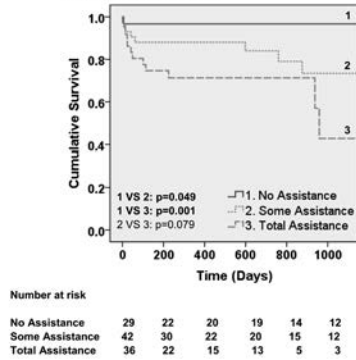 Cumulative Survival
1.0
0.8
0.6
0.4
0.2
0.0
1
2
3
1 VS 2: p=0.049
1 VS 3: p=0.001
2 VS 3: p=0.079
1. No Assistance
2. Some Assistance
3. Total Assistance
0 200 400 600 800 1000
Time (Days)
Number at risk
No Assistance 29 22 20 19 14 12
Some Assistance 42 30 22 20 15 12
Total Assistance 36 22 15 13 5 3